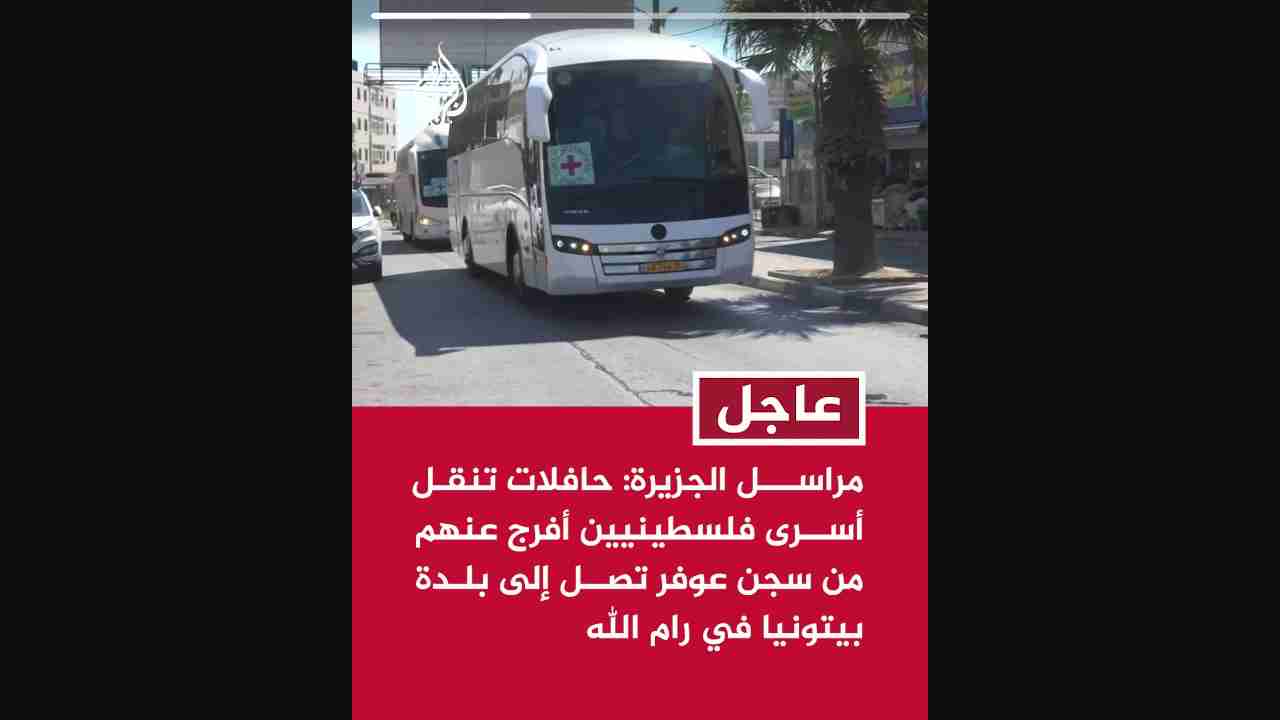 عاجل
مراسل الجزيرة: حافلات تنقل
أسرى فلسطينيين أفرج عنهم
من سجن عوفر تصل إلى بلدة
بيتونيا في رام الله